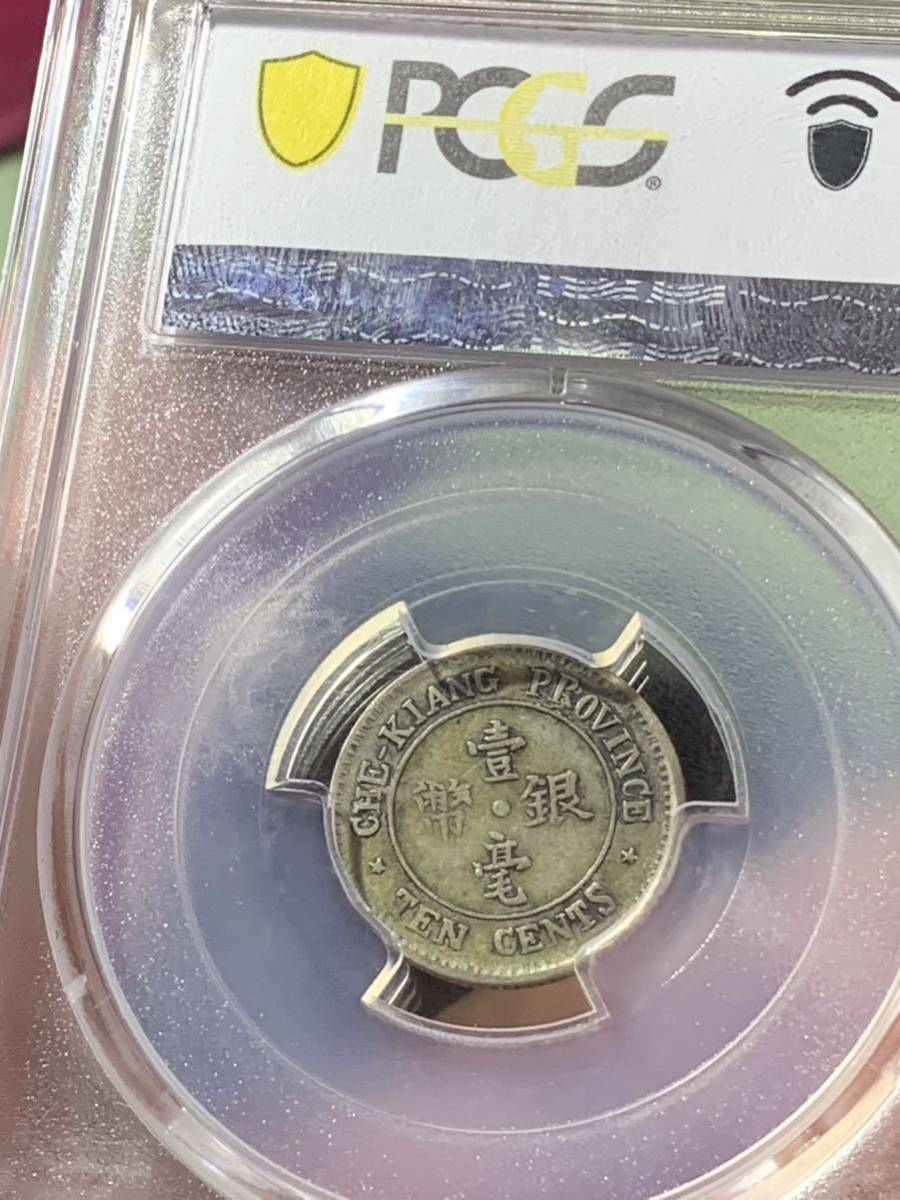 PCGS
®
CHE-KIANG PROVINCE
壹
幣 銀
毫
TEN CENTS